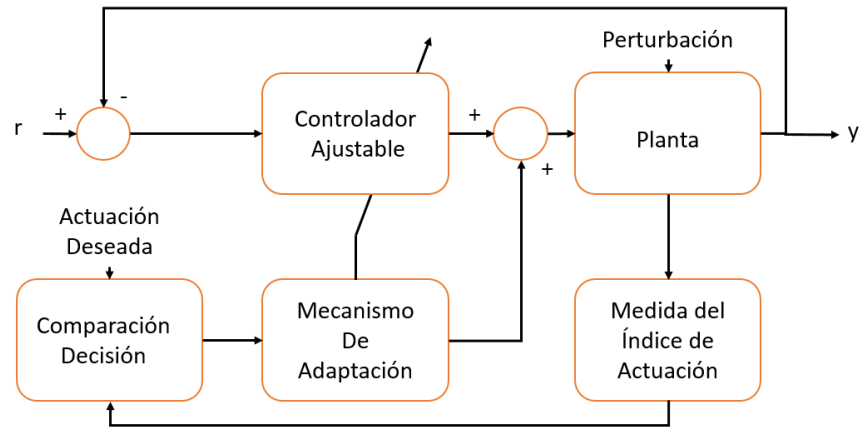 Perturbación
r
+
-
Controlador
Ajustable
+
+
Planta
y
Actuación
Deseada
Comparación
Decisión
Mecanismo
De
Adaptación
Medida del
Índice de
Actuación